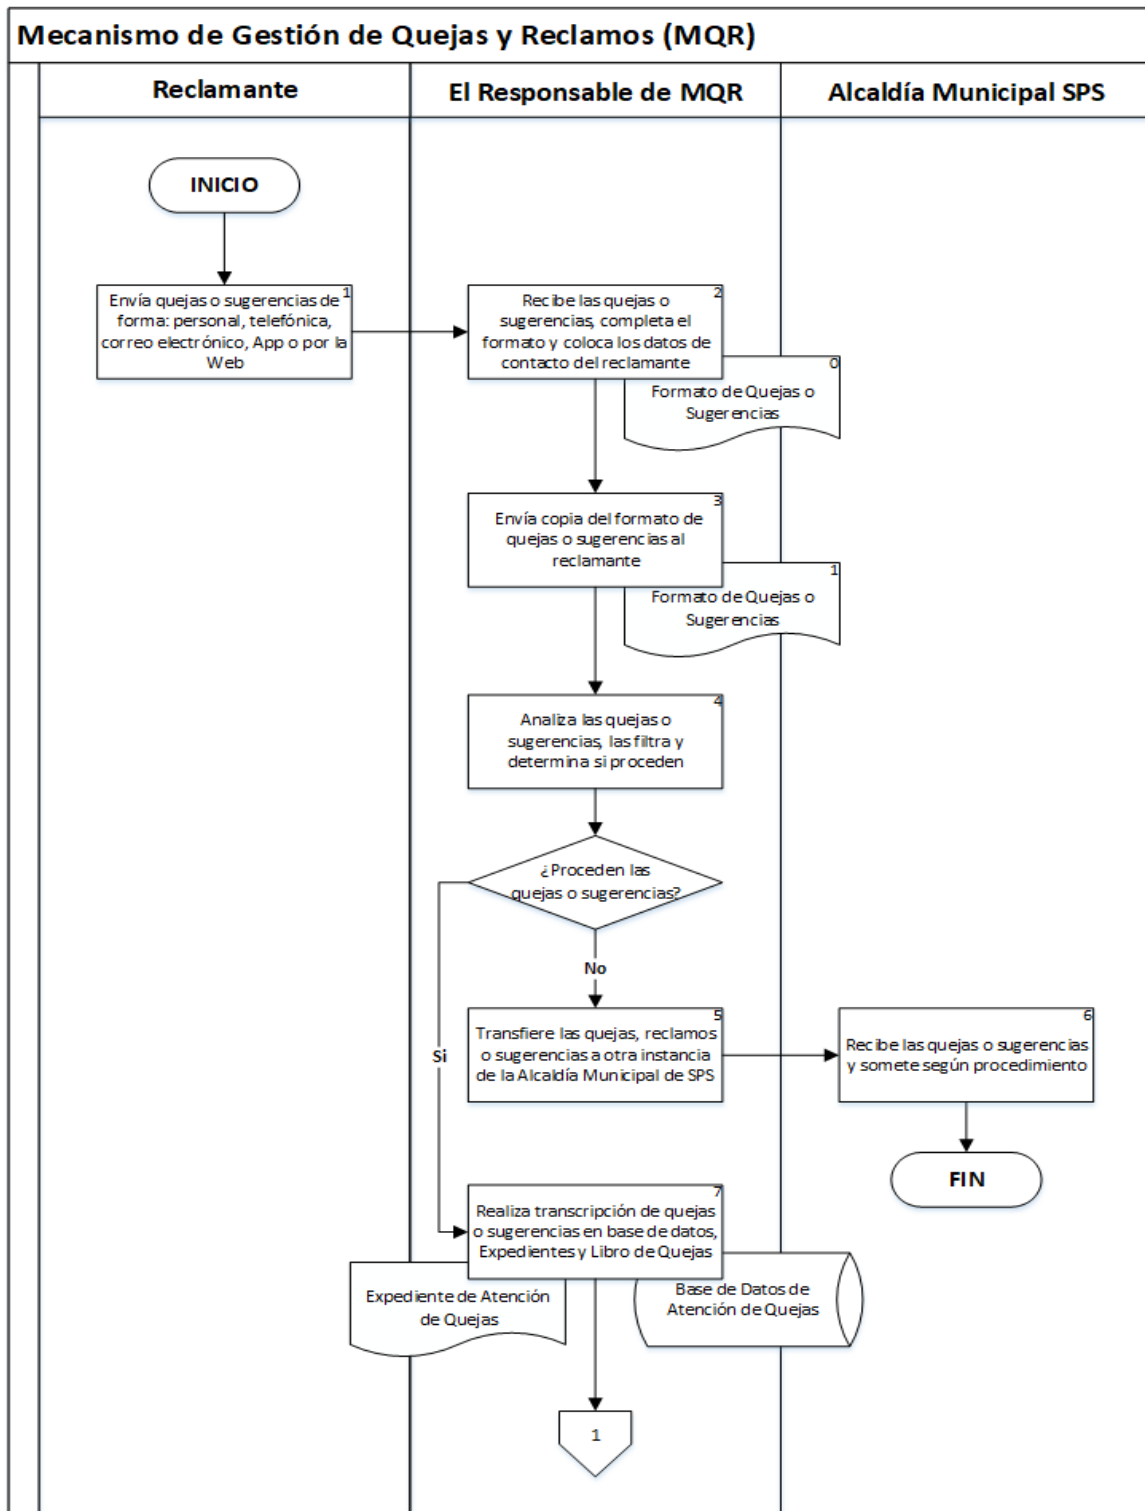 Mecanismo de Gestión de Quejas y Reclamos (MQR)
Reclamante
El Responsable de MQR
Alcaldía Municipal SPS
INICIO
1
Envía quejas o sugerencias de
forma: personal, telefónica,
correo electrónico, App o por la
Web
2
Recibe las quejas o
sugerencias, completa el
formato y coloca los datos de
contacto del reclamante
0
Formato de Quejas o
Sugerencias
3
Envía copia del formato de
quejas o sugerencias al
reclamante
1
Formato de Quejas o
Sugerencias
4
Analiza las quejas o
sugerencias, las filtra y
determina si proceden
¿Proceden las
quejas o sugerencias?
No
Si
5
Transfiere las quejas, reclamos
o sugerencias a otra instancia
de la Alcaldía Municipal de SPS
6
Recibe las quejas o sugerencias
y somete según procedimiento
FIN
7
Realiza transcripción de quejas
o sugerencias en base de datos,
Expedientes y Libro de Quejas
Expediente de Atención
de Quejas
Base de Datos de
Atención de Quejas
1